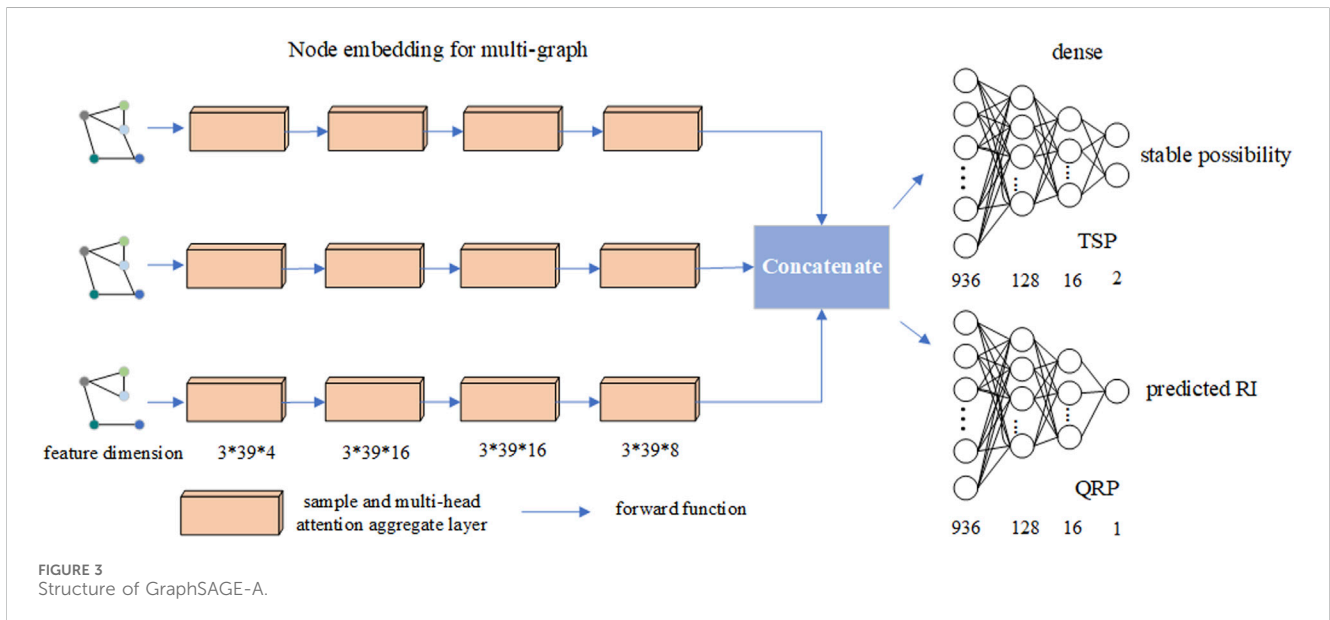 Node embedding for multi-graph
dense
stable possibility
TSP
936 128 16 2
Concatenate
predicted RI
QRP
936 128 16 1
feature dimension 3*39*4 3*39*16 3*39*16 3*39*8
sample and multi-head
attention aggregate layer
forward function
FIGURE 3
Structure of GraphSAGE-A.